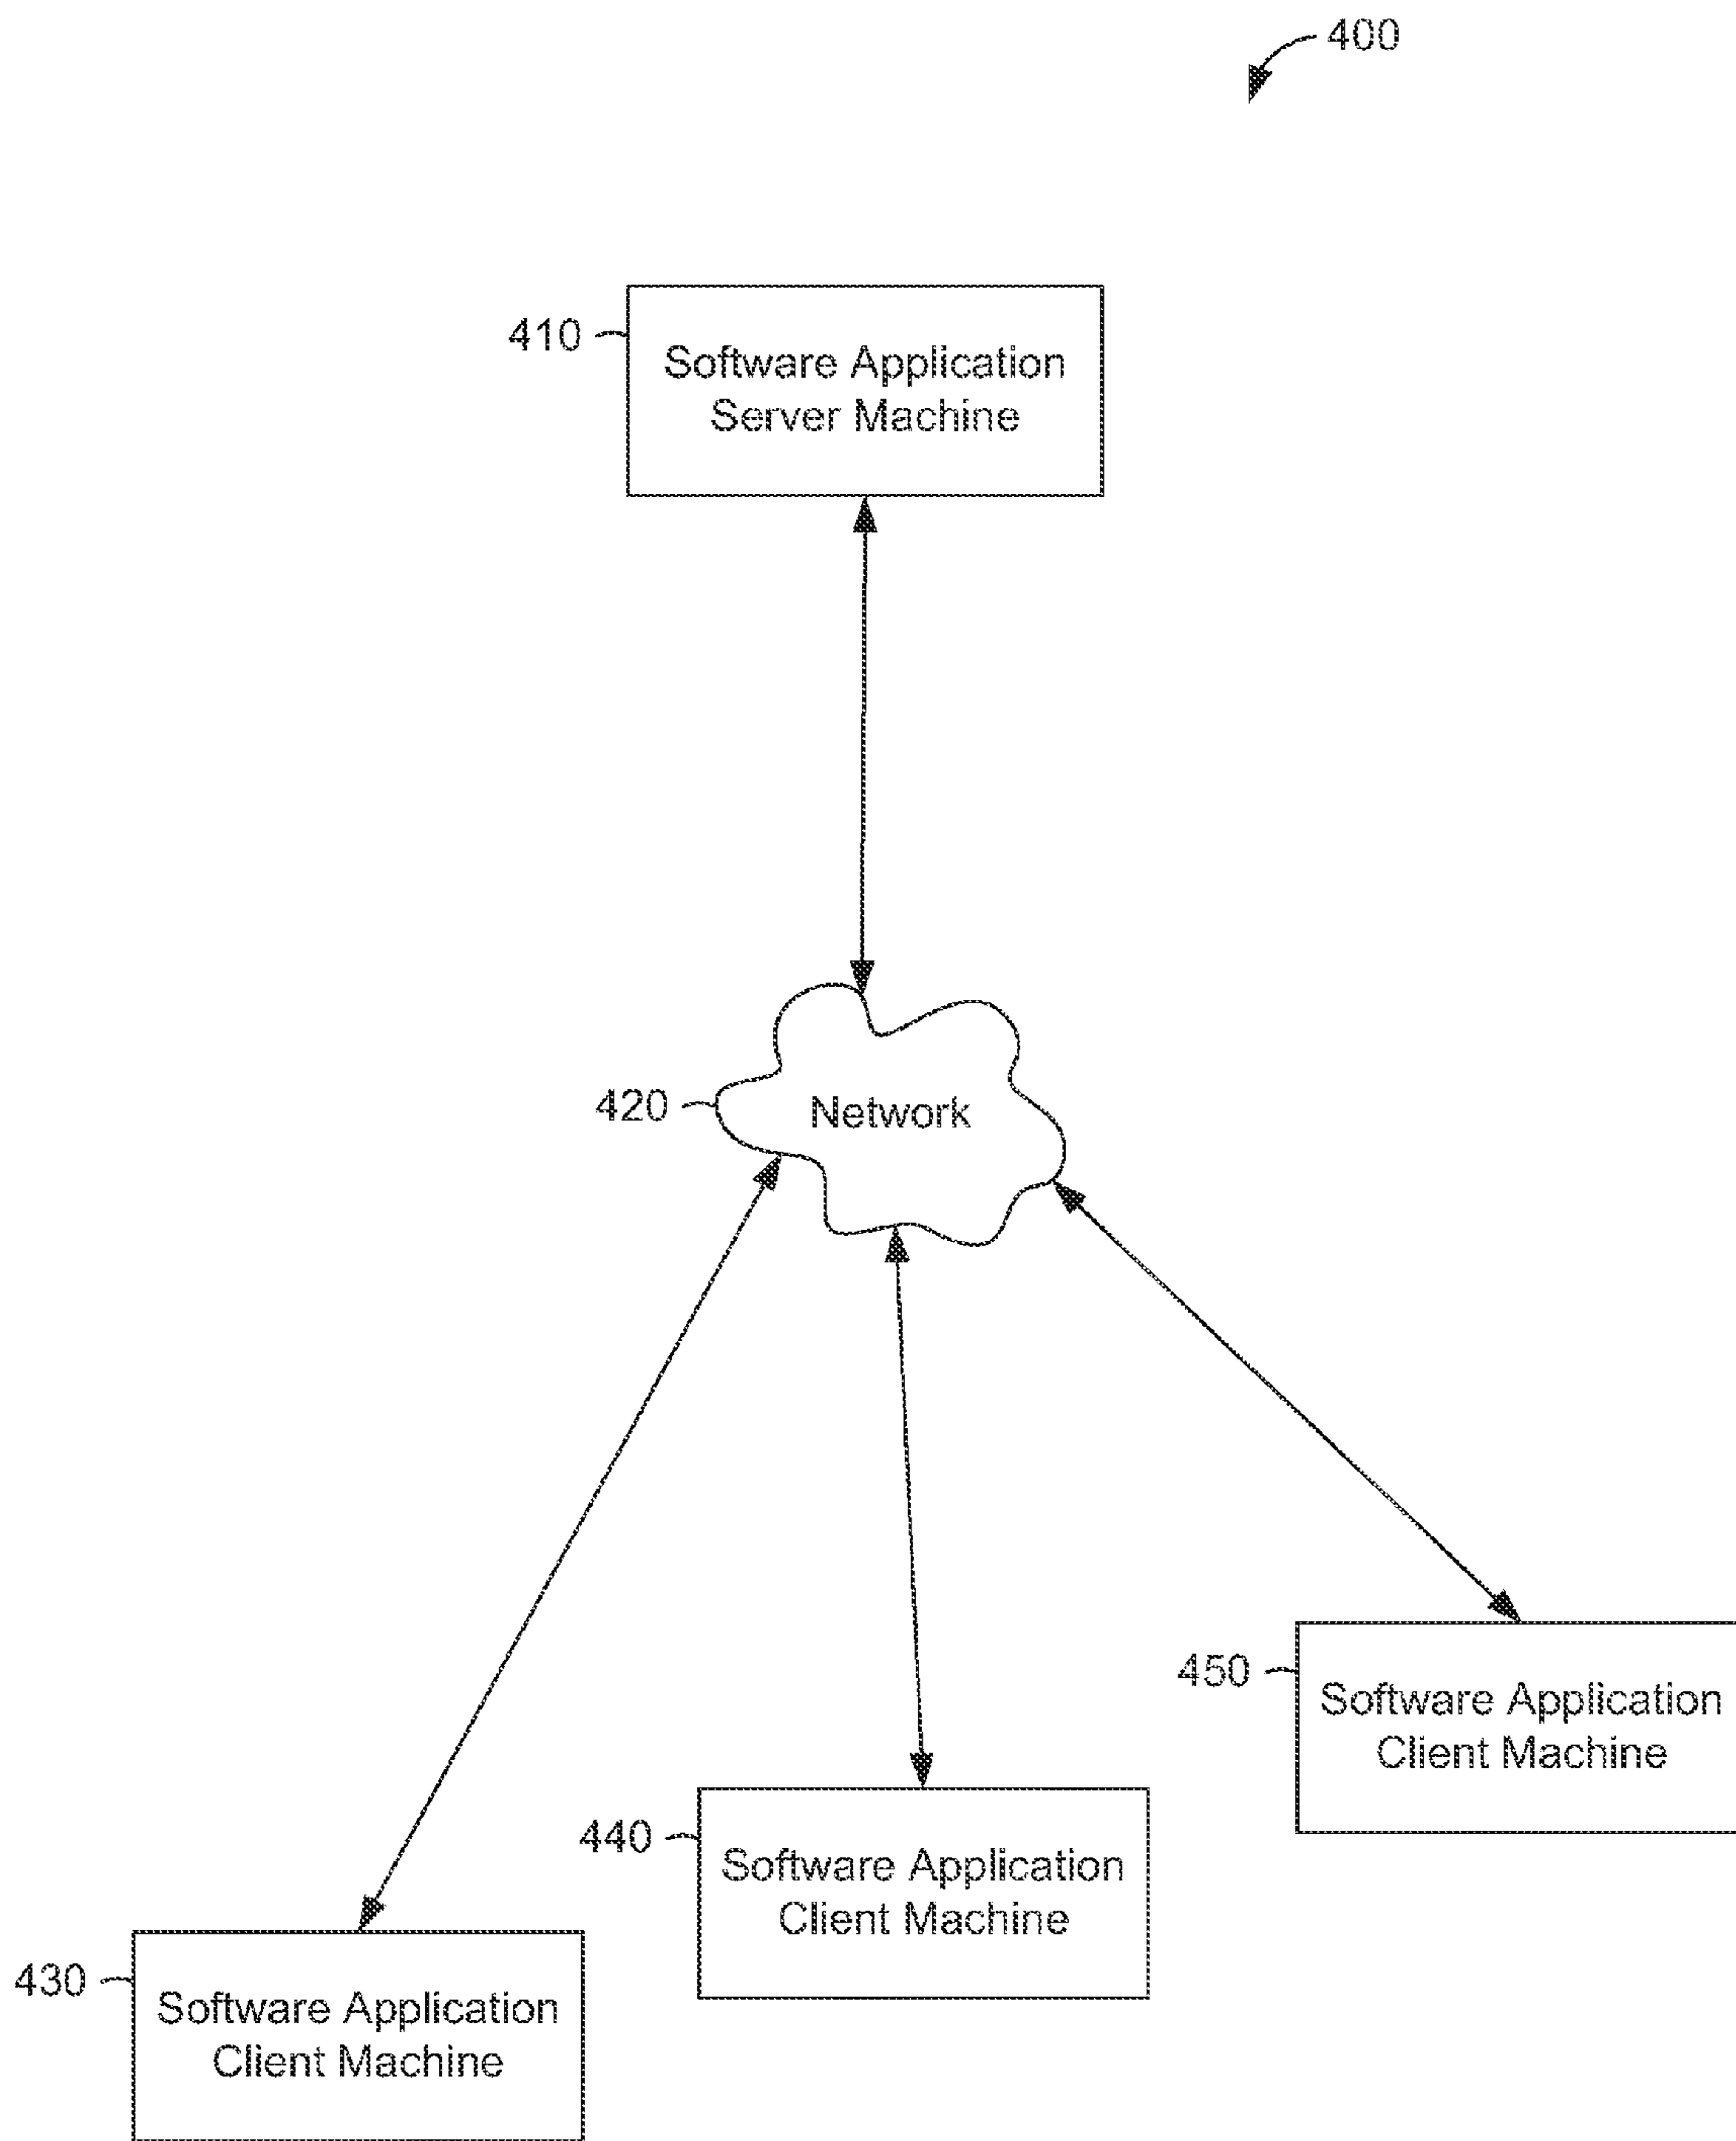 400
410
Software Application
Server Machine
420
Network
450
Software Application
Client Machine
440
Software Application
Client Machine
430
Software Application
Client Machine